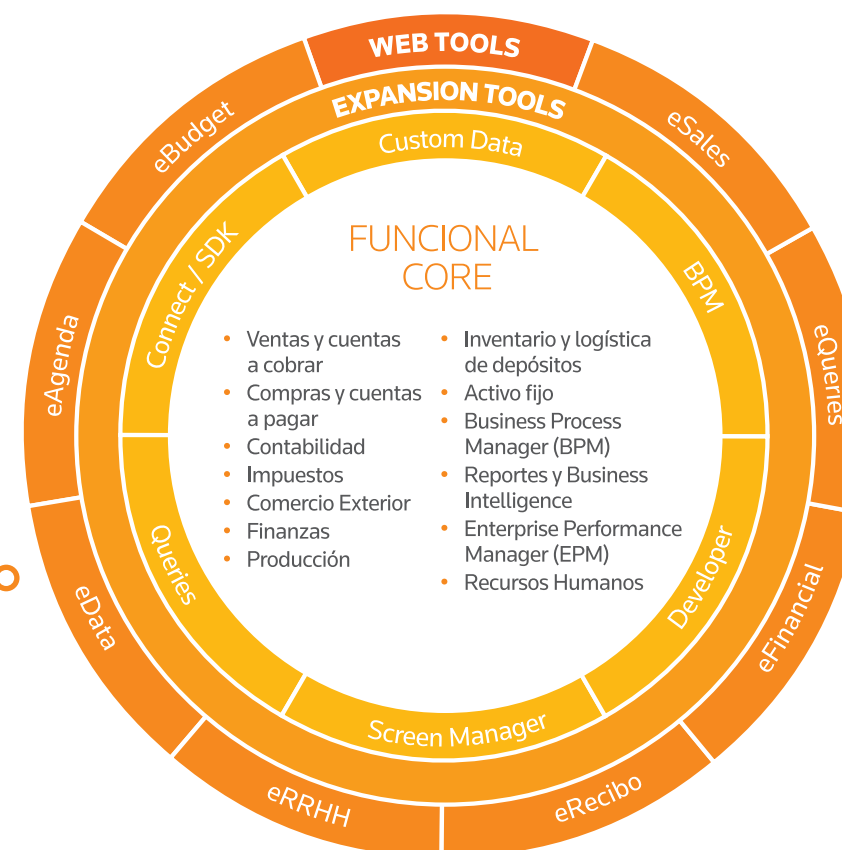 WEB TOOLS
EXPANSION TOOLS
Custom Data
eBudget
eSales
Connect / SDK
BPM
eAgenda
eQueries
FUNCIONAL
CORE
• Ventas y cuentas
a cobrar
• Compras y cuentas
a pagar
• Contabilidad
• Impuestos
• Comercio Exterior
• Finanzas
• Producción
• Inventario y logística
de depósitos
• Activo fijo
• Business Process
Manager (BPM)
• Reportes y Business
Intelligence
• Enterprise Performance
Manager (EPM)
• Recursos Humanos
Queries
Developer
eData
eFinancial
Screen Manager
eRRHH
eRecibo